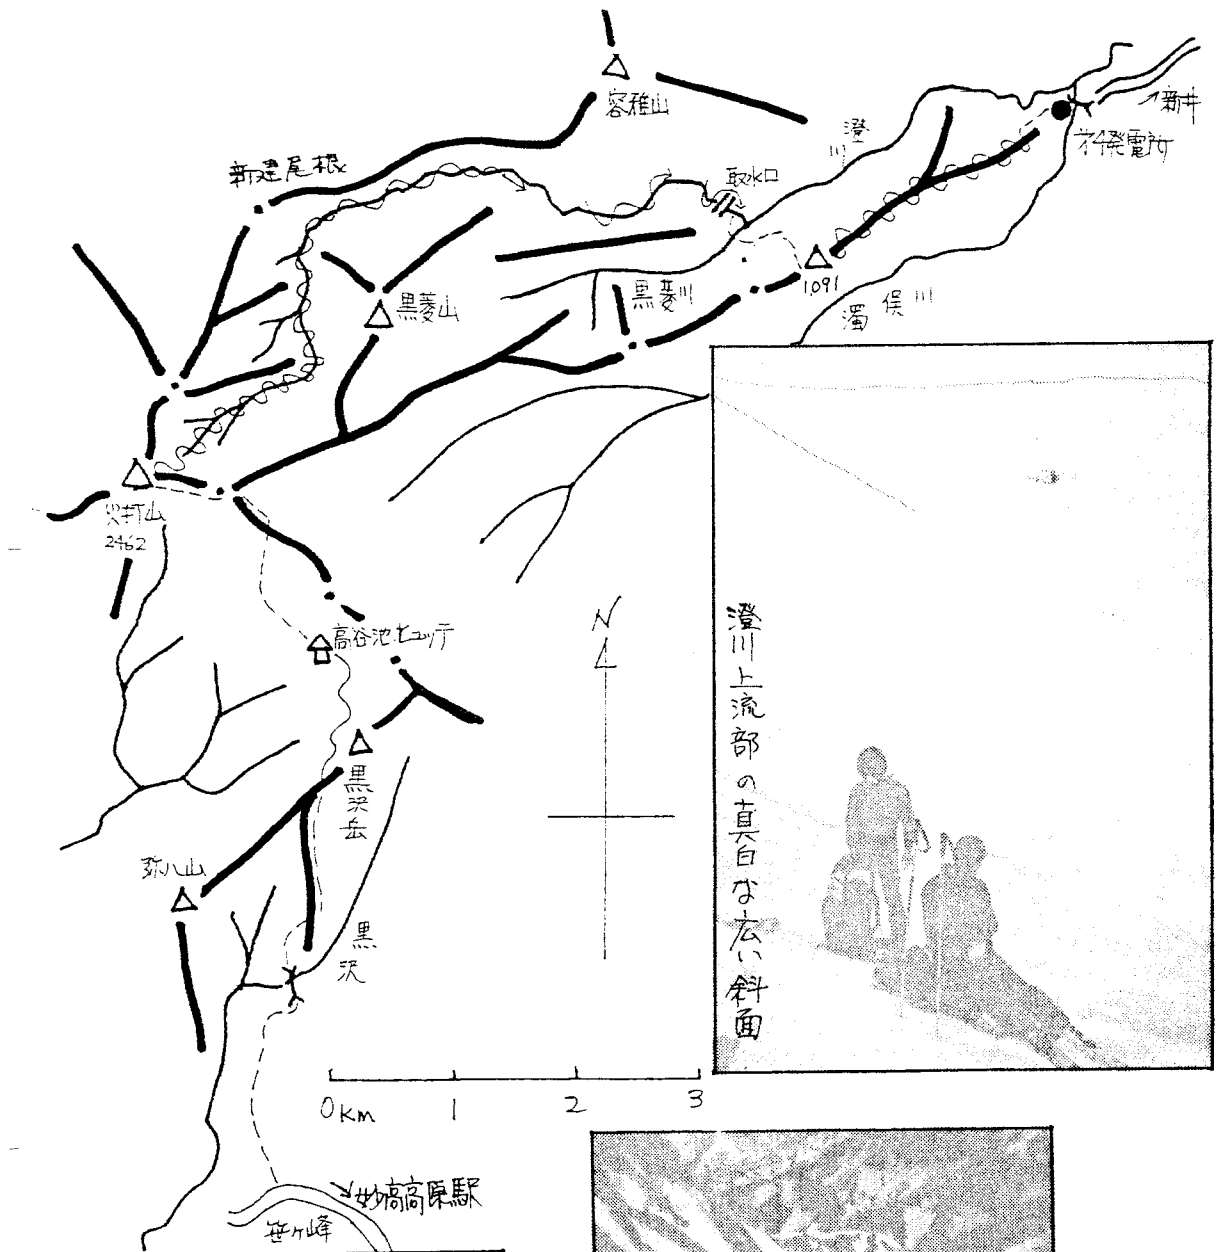 容雅山
↗新井
澄川
新建尾根
取水口
発電所
黒菱山
黒菱川
1,091
濁俣川
火打山
2462
高谷池ヒュッテ
N
黒沢岳
弥八山
黒沢
澄川上流部の真白な広い斜面
0Km 1 2 3
妙高高原駅
笹ヶ峰